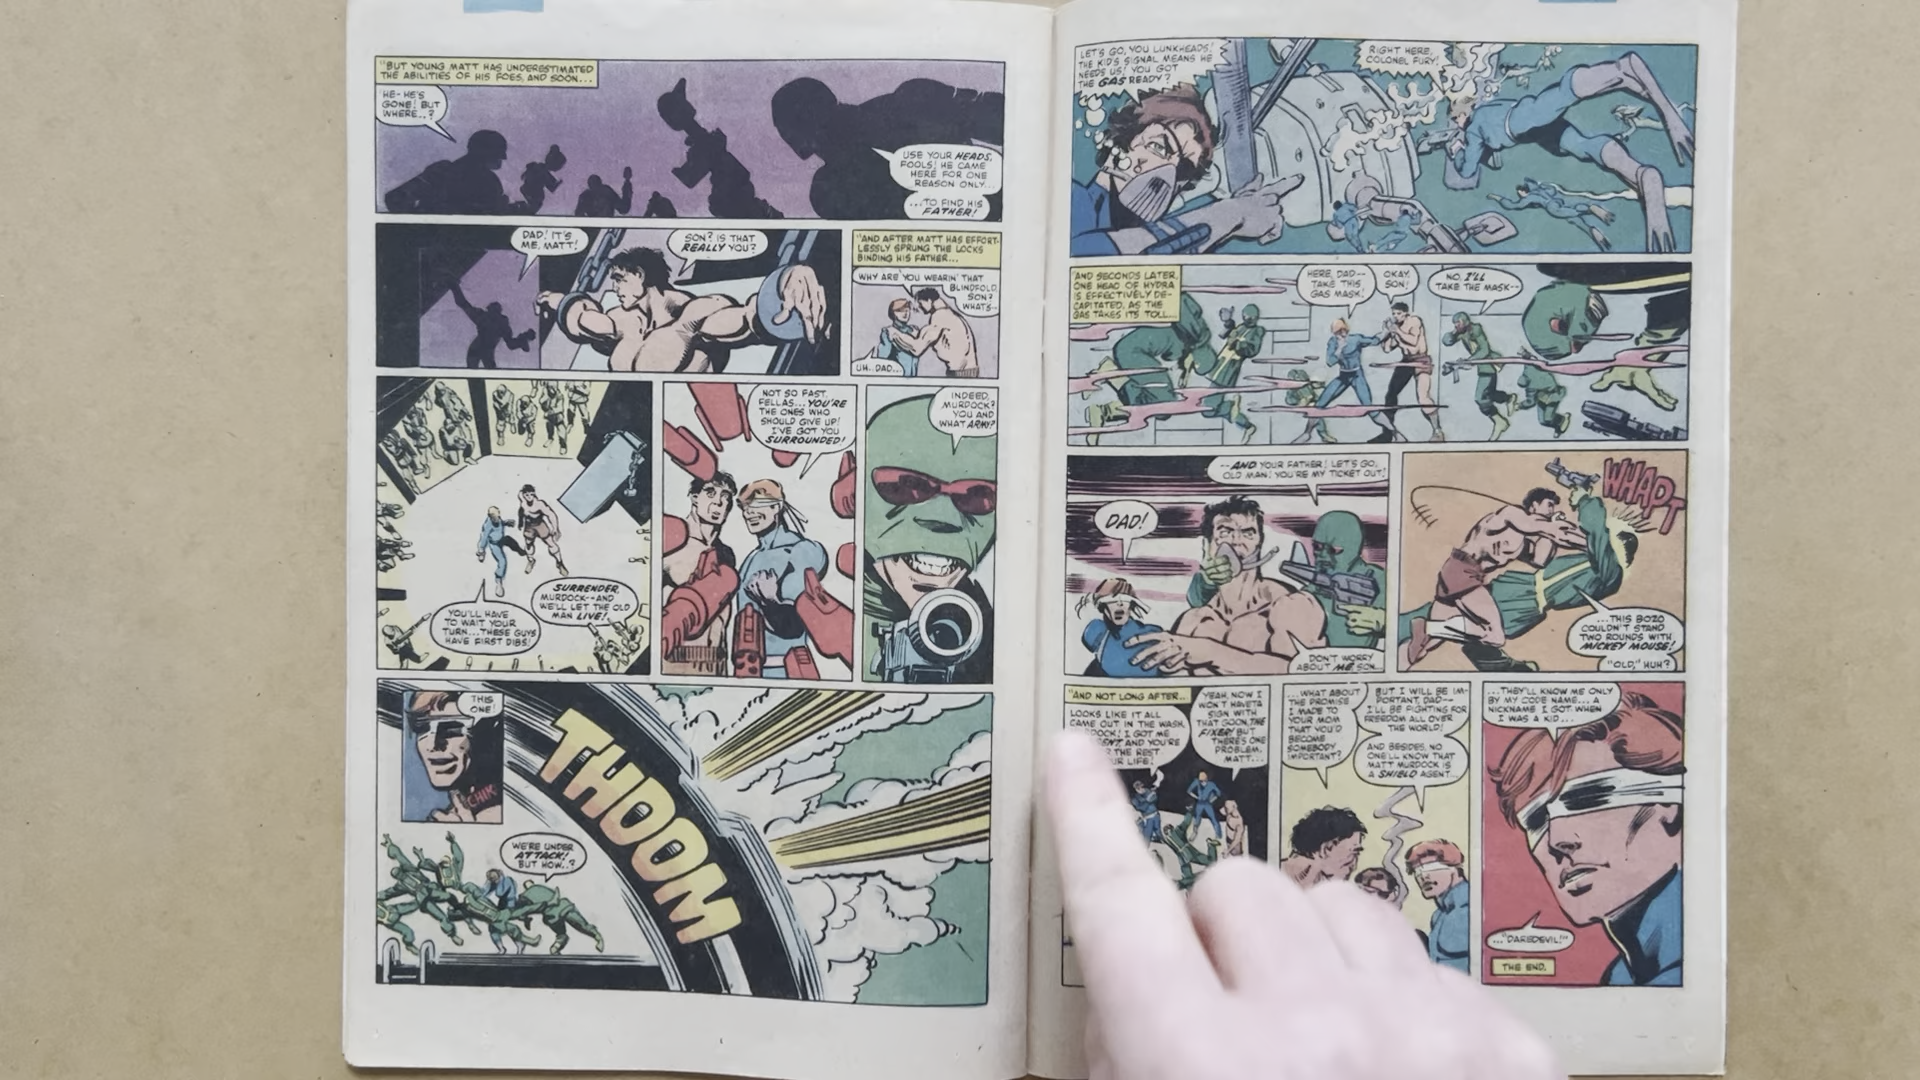 "BUT YOUNG MATT HAS UNDERESTIMATED
THE ABILITIES OF HIS FOES, AND SOON...
HE-HE'S
GONE! BUT
WHERE..?
USE YOUR HEADS,
FOOLS! HE CAME
HERE FOR ONE
REASON ONLY...
...TO FIND HIS
FATHER!
DAD! IT'S
ME, MATT!
SON? IS THAT
REALLY YOU?
"AND AFTER MATT HAS EFFORT-
LESSLY SPRUNG THE LOCKS
BINDING HIS FATHER...
WHY ARE YOU WEARIN' THAT
BLINDFOLD,
SON?
WHAT'S--
UH.. DAD...
SURRENDER,
MURDOCK--AND
WE'LL LET THE OLD
MAN LIVE!
YOU'LL HAVE
TO WAIT YOUR
TURN...THESE GUYS
HAVE FIRST DIBS!
NOT SO FAST,
FELLAS... YOU'RE
THE ONES WHO
SHOULD GIVE UP!
I'VE GOT YOU
SURROUNDED!
INDEED,
MURDOCK?
YOU AND
WHAT ARMY?
THIS
ONE!
CHIK
THOOM
WE'RE UNDER
ATTACK!
BUT HOW..?
LET'S GO, YOU LUNKHEADS!
THE KID'S SIGNAL MEANS HE
NEEDS US! YOU GOT
THE GAS READY?
RIGHT HERE,
COLONEL FURY!
"AND SECONDS LATER,
ONE HEAD OF HYDRA
IS EFFECTIVELY DE-
CAPITATED, AS THE
GAS TAKES ITS TOLL...
HERE, DAD--
TAKE THIS
GAS MASK!
OKAY,
SON!
NO, I'LL
TAKE THE MASK--
--AND YOUR FATHER! LET'S GO,
OLD MAN! YOU'RE MY TICKET OUT!
DAD!
DON'T WORRY
ABOUT ME, SON...
WHAPT
...THIS BOZO
COULDN'T STAND
TWO ROUNDS WITH
MICKEY MOUSE!
"OLD," HUH?
"AND NOT LONG AFTER...
LOOKS LIKE IT ALL
CAME OUT IN THE WASH,
I GOT ME
AND YOU'RE
THE REST
LIFE!
YEAH, NOW I
WON'T HAVETA
SIGN WITH
THAT GOON, THE
FIXER! BUT
THERE'S ONE
PROBLEM,
MATT...
...WHAT ABOUT
THE PROMISE
I MADE TO
YOUR MOM
THAT YOU'D
BECOME
SOMEBODY
IMPORTANT?
BUT I WILL BE IM-
PORTANT, DAD--
I'LL BE FIGHTING FOR
FREEDOM ALL OVER
THE WORLD!
AND BESIDES, NO
ONE'LL KNOW THAT
MATT MURDOCK IS
A SHIELD AGENT...
...THEY'LL KNOW ME ONLY
BY MY CODE NAME... A
NICKNAME I GOT WHEN
I WAS A KID...
..."DAREDEVIL!"
THE END.